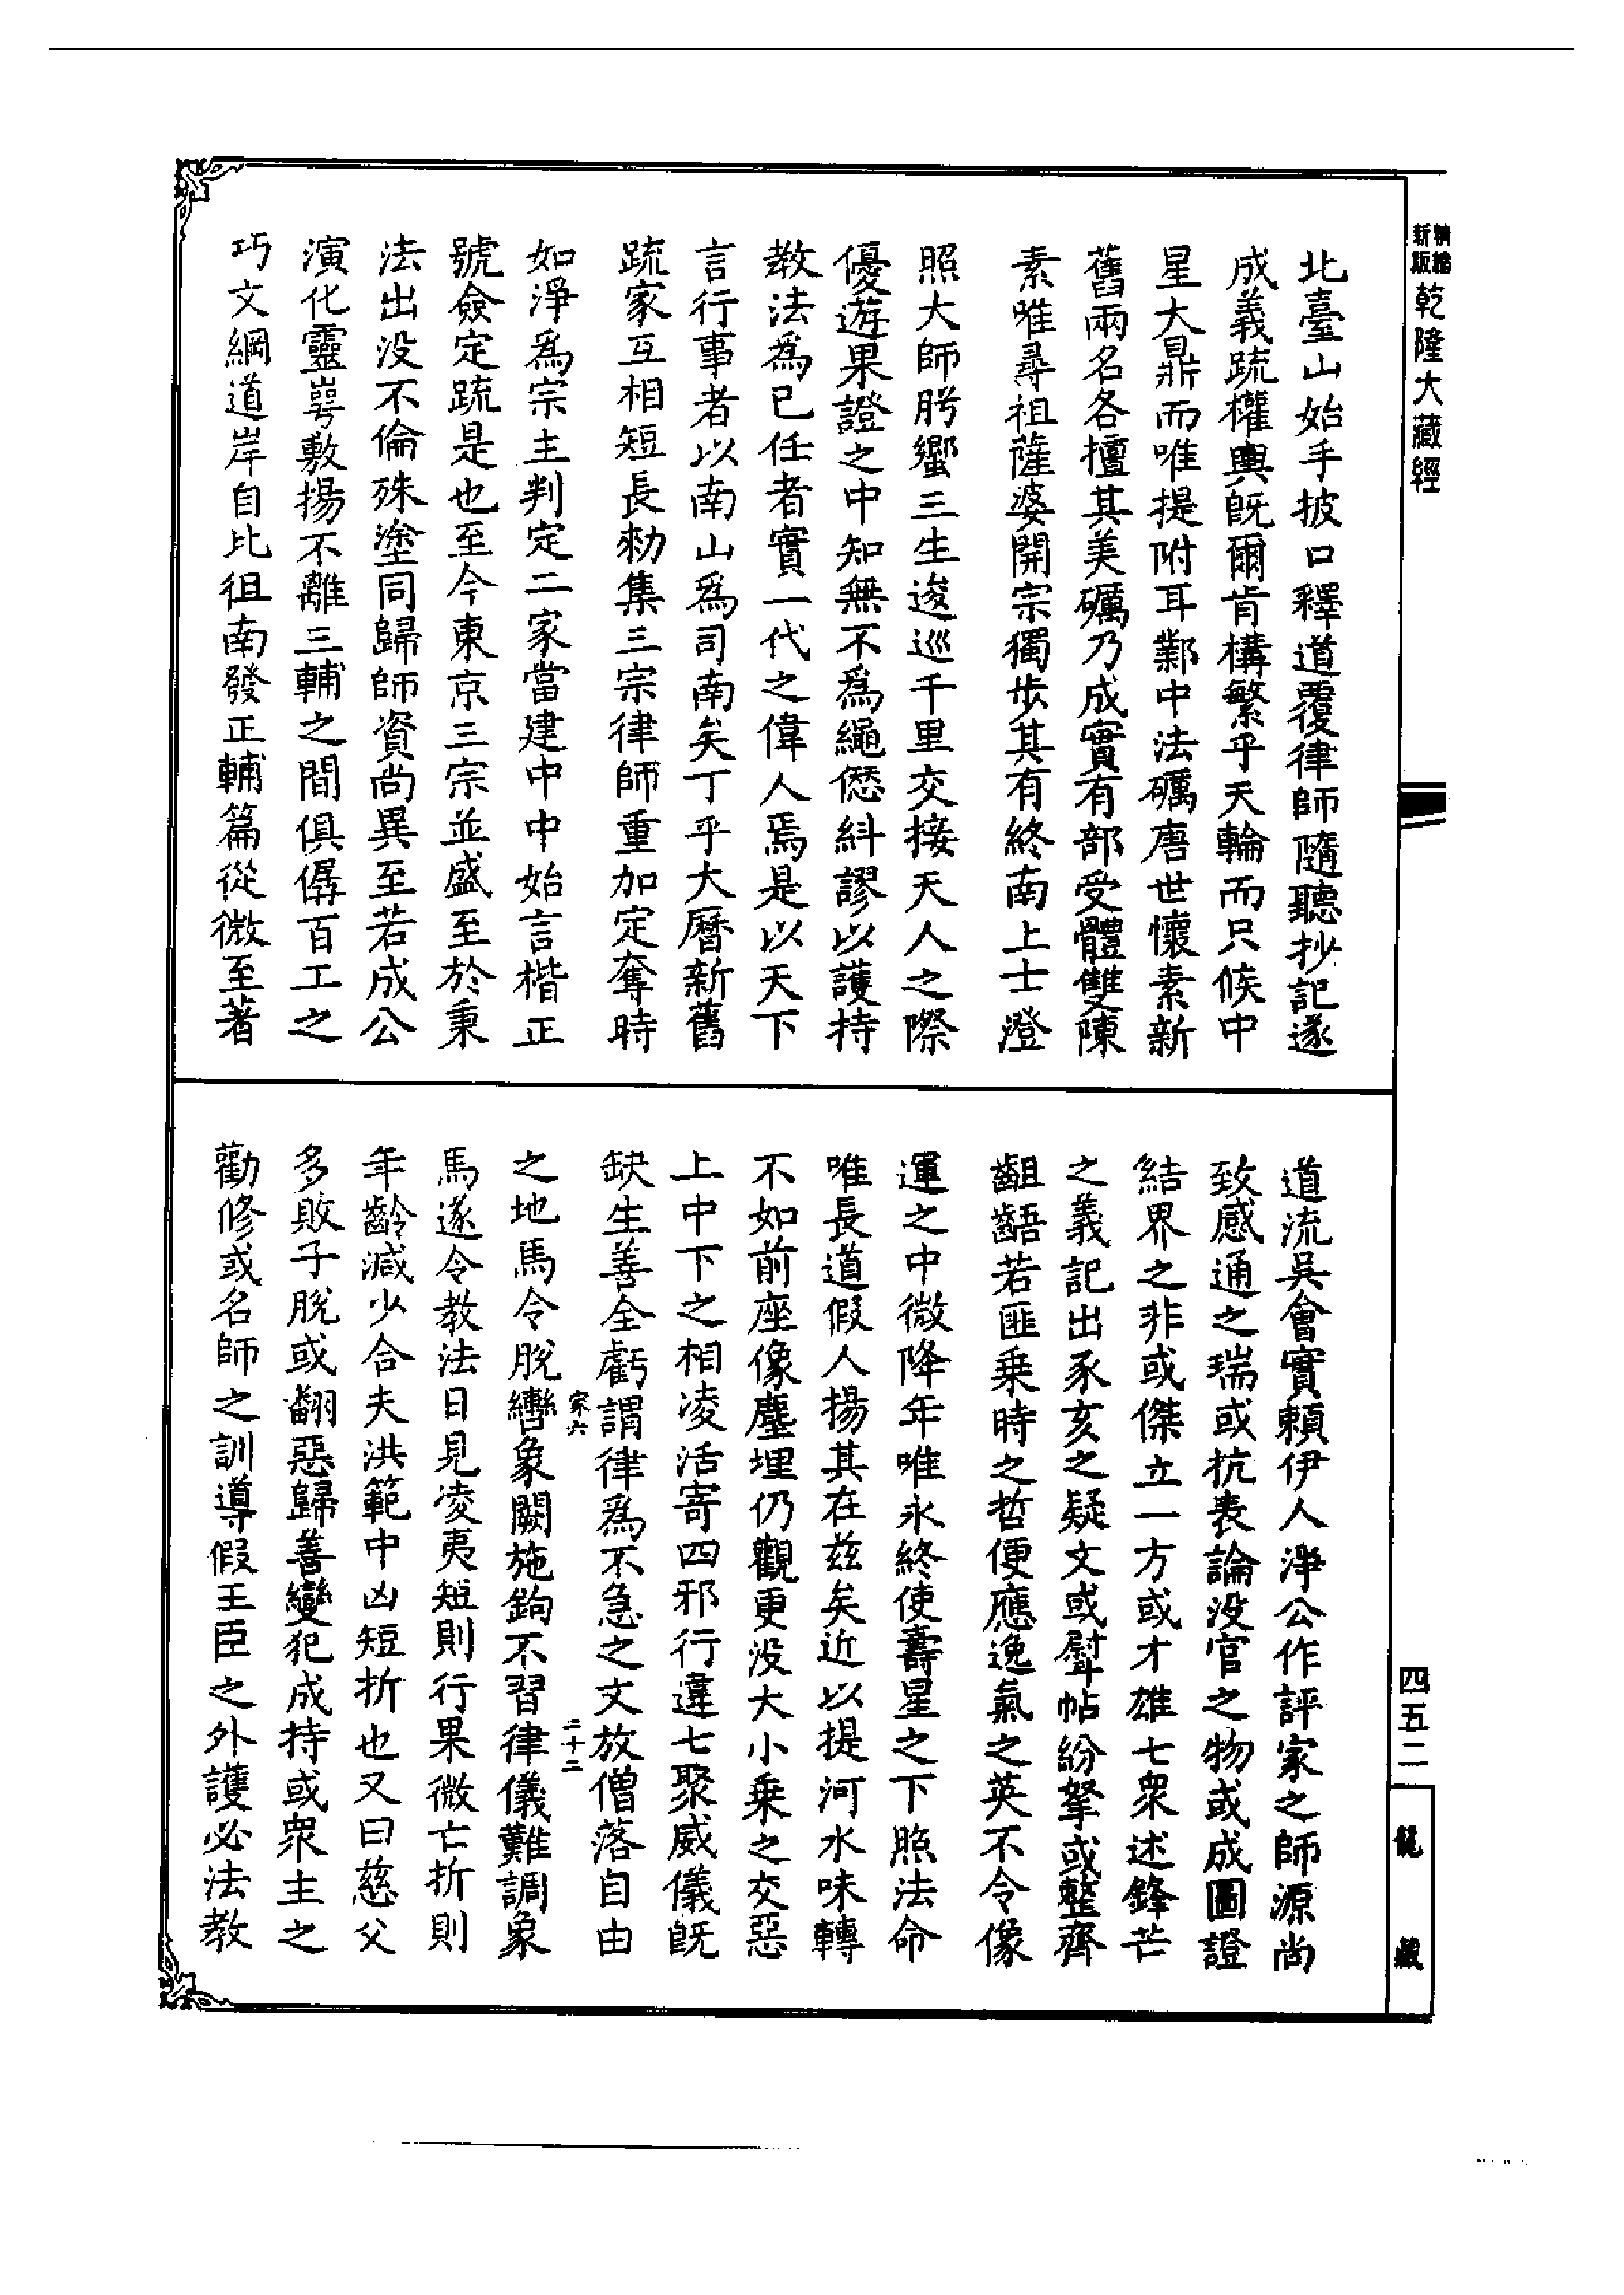 精繪新版乾隆大藏經
北臺山始手披口釋道覆律師隨聽抄記遂
成義疏權輿旣爾肯構繁乎天輪而只候中
星大鼎而唯提附耳鄴中法礪唐世懷素新
舊兩名各擅其美礪乃成實有部受體雙陳
素唯尋祖薩婆開宗獨步其有終南上士澄
照大師肹蠁三生逡巡千里交接天人之際
優遊果證之中知無不爲繩愆糾謬以護持
教法爲已任者實一代之偉人焉是以天下
言行事者以南山爲司南矣丁乎大曆新舊
疏家互相短長勑集三宗律師重加定奪時
如淨爲宗主判定二家當建中中始言楷正
號僉定疏是也至今東京三宗並盛至於秉
法出没不倫殊塗同歸師資尚異至若成公
演化靈崿敷揚不離三輔之間俱僝百工之
巧文綱道岸自比徂南發正輔篇從微至著
道流吳會實頼伊人淨公作評家之師源尚
致感通之瑞或抗表論没官之物或成圖證
結界之非或傑立一方或才雄七衆述鋒芒
之義記出豕亥之疑文或聟帖紛拏或整齊
齟齬若匪乗時之哲便應逸氣之英不令像
運之中微降年唯永終使壽星之下照法命
唯長道假人揚其在玆矣近以提河水味轉
不如前座像塵埋仍觀更没大小乗之交惡
上中下之相凌活寄四邪行違七聚威儀旣
缺生善全虧謂律爲不急之文放僧落自由
之地馬令脫轡象闕施鉤不習律儀難調象
家六
二十二
馬遂令教法日見凌夷短則行果微亡折則
年齡減少合夫洪範中凶短折也又曰慈父
多敗子脫或翻惡歸善變犯成持或衆主之
勸修或名師之訓導假王臣之外護必法教
四五二
龍藏